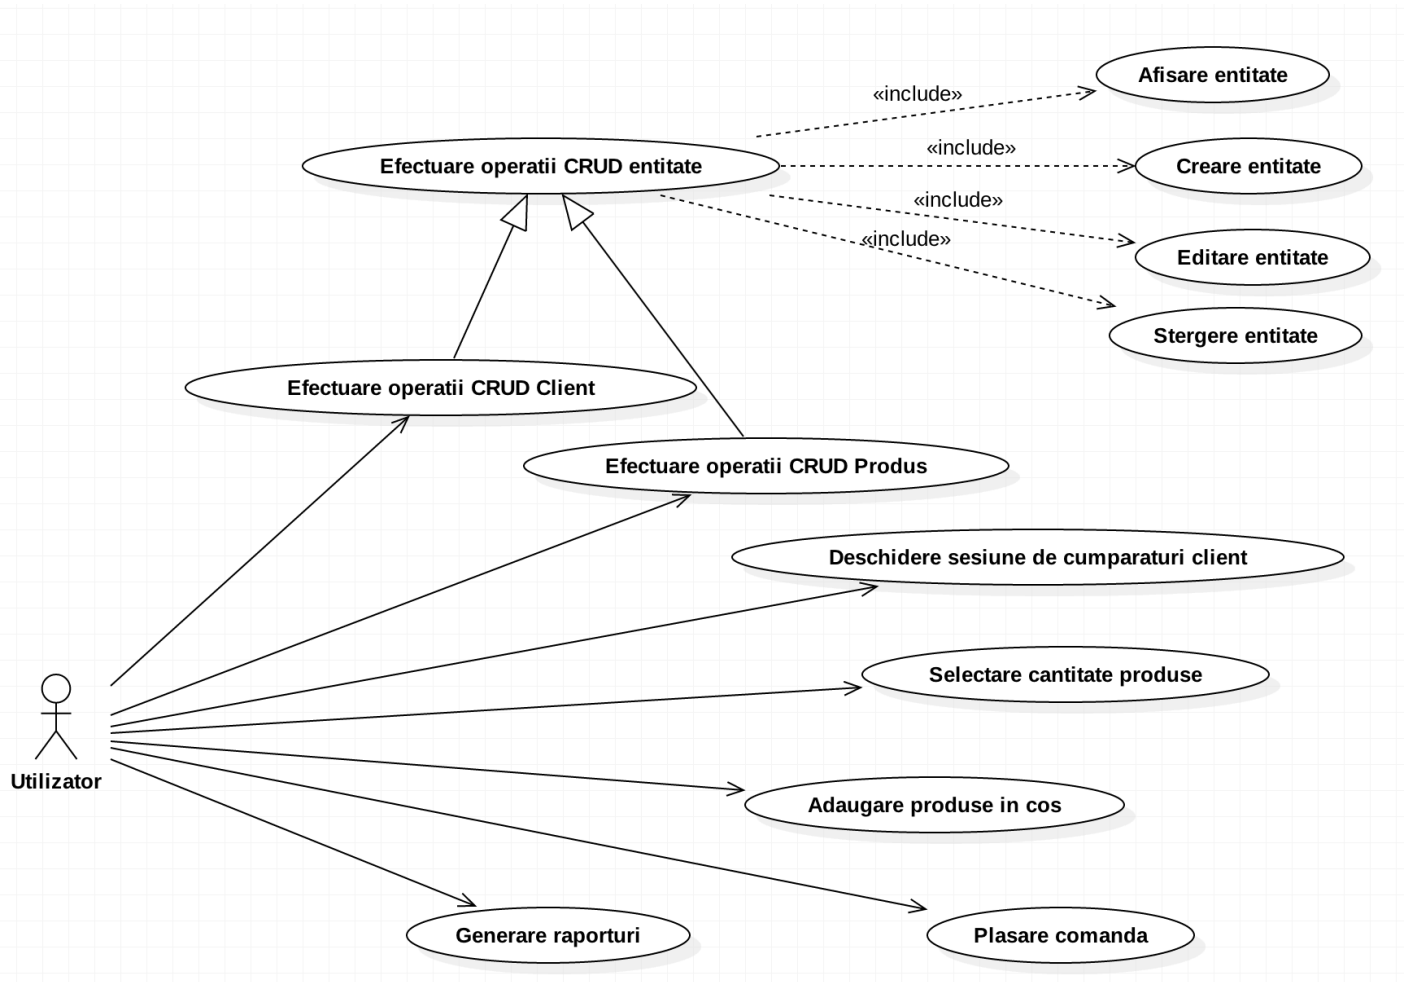 Afisare entitate
«include»
Efectuare operatii CRUD entitate
«include»
Creare entitate
«include»
Editare entitate
«include»
Stergere entitate
Efectuare operatii CRUD Client
Efectuare operatii CRUD Produs
Deschidere sesiune de cumparaturi client
Selectare cantitate produse
Utilizator
Adaugare produse in cos
Generare raporturi
Plasare comanda